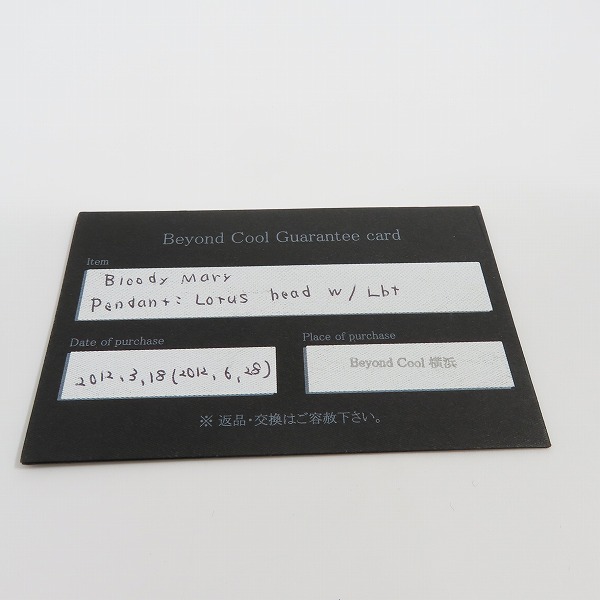 Beyond Cool Guarantee card
Item
Bloody Mary
Pendant: Lotus head w/ Lbt
Date of purchase
Place of purchase
2012.3.18(2012.6.28)
Beyond Cool 横浜
※ 返品・交換はご容赦下さい。